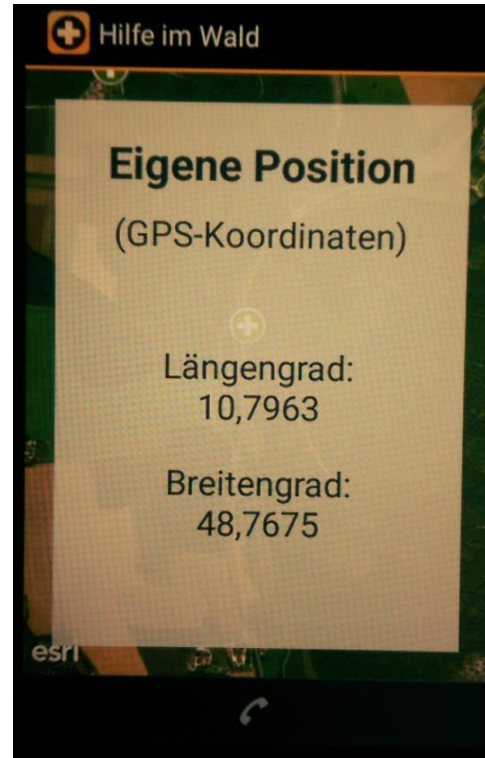 Hilfe im Wald
Eigene Position
(GPS-Koordinaten)
Längengrad:
10,7963
Breitengrad:
48,7675
esri